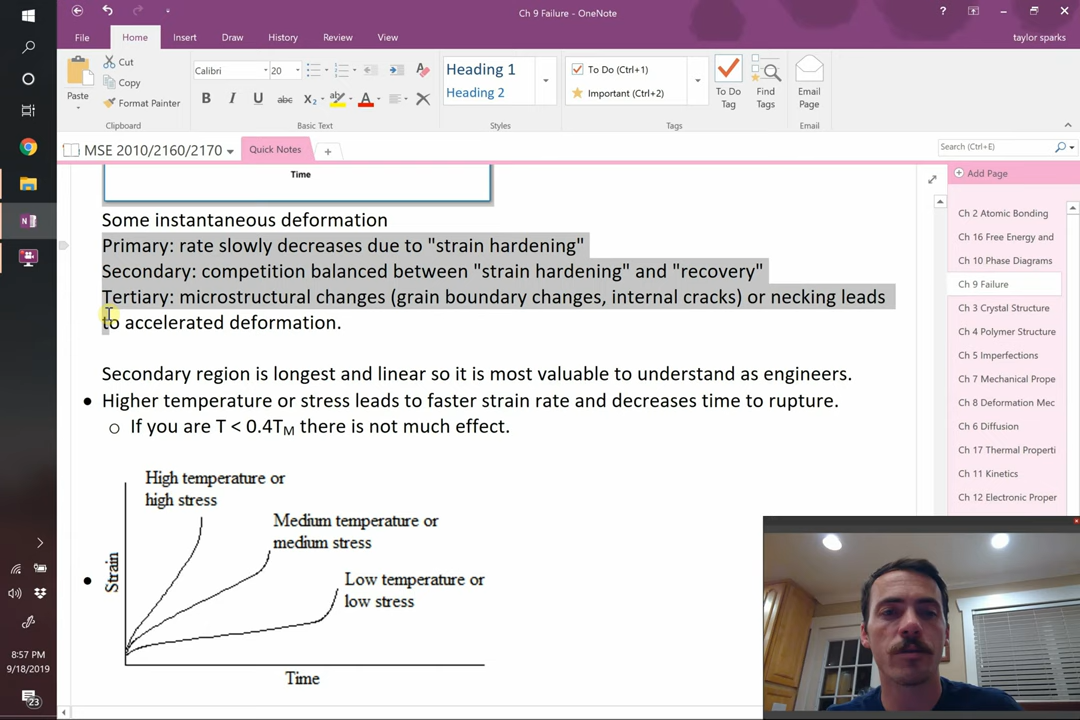 Ch 9 Failure - OneNote
?
File
Home
Insert
Draw
History
Review
View
taylor sparks
Paste
Cut
Copy
Format Painter
Clipboard
Calibri
20
B I U abc X₂ A
Basic Text
Heading 1
Heading 2
Styles
To Do (Ctrl+1)
Important (Ctrl+2)
Tags
To Do Tag
Find Tags
Email Page
Email
MSE 2010/2160/2170
Quick Notes
Search (Ctrl+E)
Add Page
Ch 2 Atomic Bonding
Ch 16 Free Energy and
Ch 10 Phase Diagrams
Ch 9 Failure
Ch 3 Crystal Structure
Ch 4 Polymer Structure
Ch 5 Imperfections
Ch 7 Mechanical Prope
Ch 8 Deformation Mec
Ch 6 Diffusion
Ch 17 Thermal Properti
Ch 11 Kinetics
Ch 12 Electronic Proper
Time
Some instantaneous deformation
Primary: rate slowly decreases due to "strain hardening"
Secondary: competition balanced between "strain hardening" and "recovery"
Tertiary: microstructural changes (grain boundary changes, internal cracks) or necking leads
to accelerated deformation.
Secondary region is longest and linear so it is most valuable to understand as engineers.
• Higher temperature or stress leads to faster strain rate and decreases time to rupture.
○ If you are T < 0.4TM there is not much effect.
High temperature or
high stress
Medium temperature or
medium stress
Low temperature or
low stress
Strain
Time
8:57 PM
9/18/2019
23